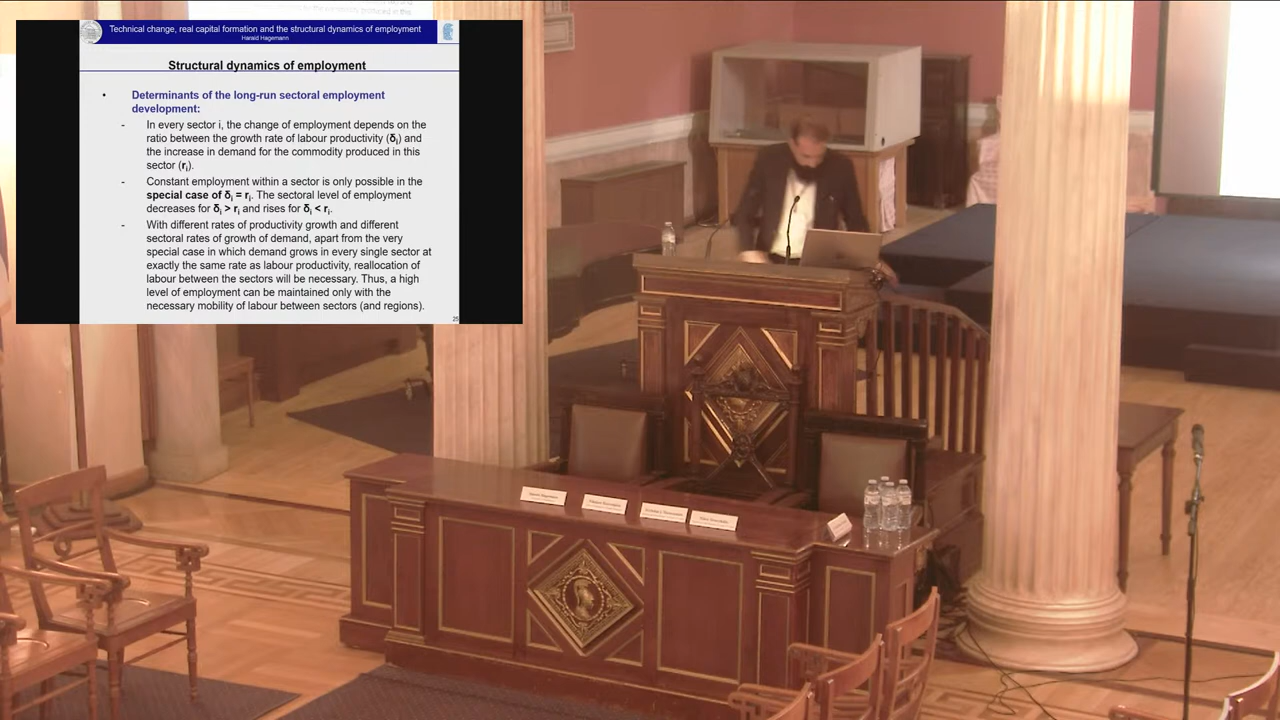 Technical change, real capital formation and the structural dynamics of employment
Harald Hagemann
Structural dynamics of employment
• Determinants of the long-run sectoral employment
development:
- In every sector i, the change of employment depends on the
ratio between the growth rate of labour productivity (δi) and
the increase in demand for the commodity produced in this
sector (ri).
- Constant employment within a sector is only possible in the
special case of δi = ri. The sectoral level of employment
decreases for δi > ri and rises for δi < ri.
- With different rates of productivity growth and different
sectoral rates of growth of demand, apart from the very
special case in which demand grows in every single sector at
exactly the same rate as labour productivity, reallocation of
labour between the sectors will be necessary. Thus, a high
level of employment can be maintained only with the
necessary mobility of labour between sectors (and regions).
25